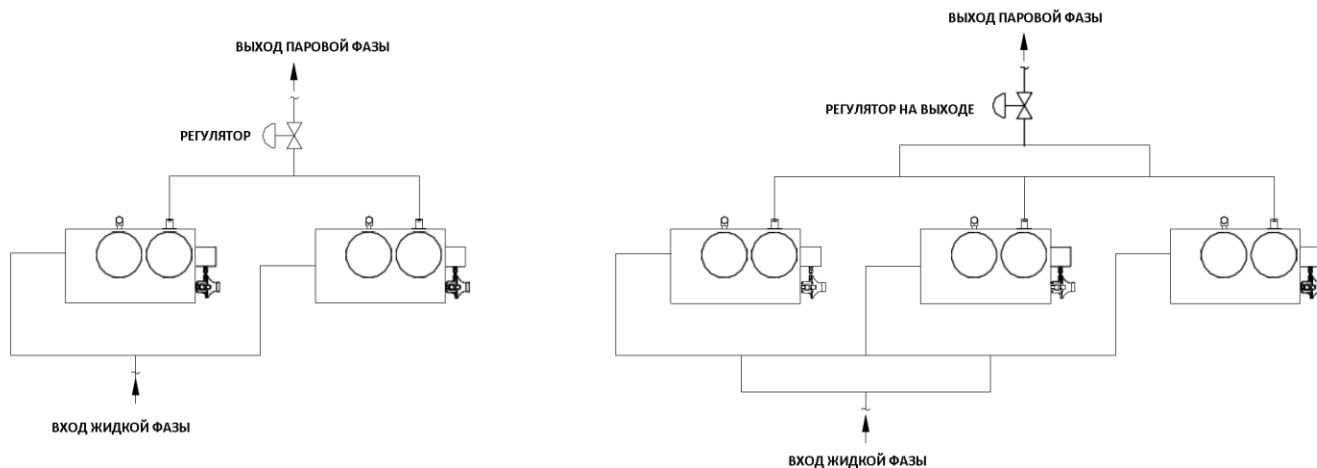 ВЫХОД ПАРОВОЙ ФАЗЫ
РЕГУЛЯТОР
ВХОД ЖИДКОЙ ФАЗЫ
ВЫХОД ПАРОВОЙ ФАЗЫ
РЕГУЛЯТОР НА ВЫХОДЕ
ВХОД ЖИДКОЙ ФАЗЫ